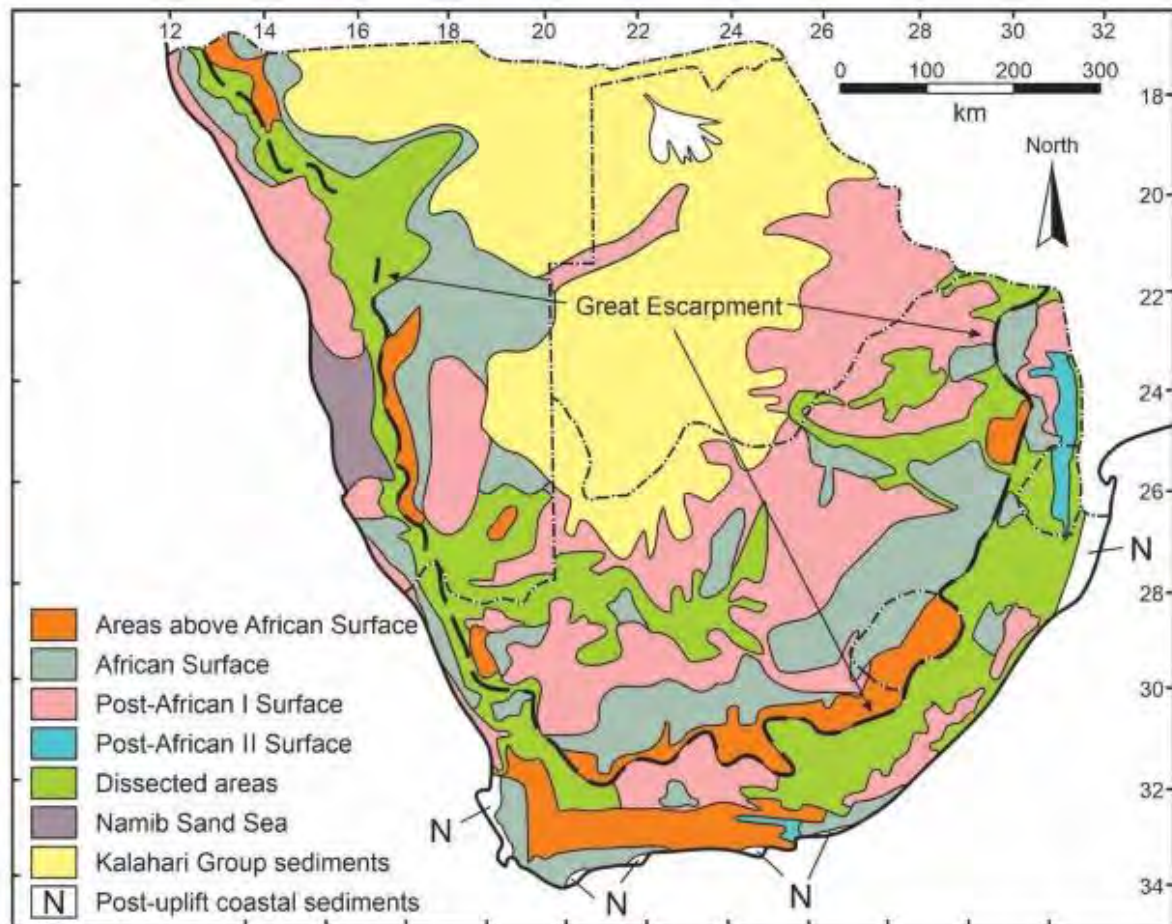 12 14 16 18 20 22 24 26 28 30 32
0 100 200 300
km
18
North
20
Great Escarpment
22
24
26
N
28
30
32
N
N
N
34
Areas above African Surface
African Surface
Post-African I Surface
Post-African II Surface
Dissected areas
Namib Sand Sea
Kalahari Group sediments
N Post-uplift coastal sediments